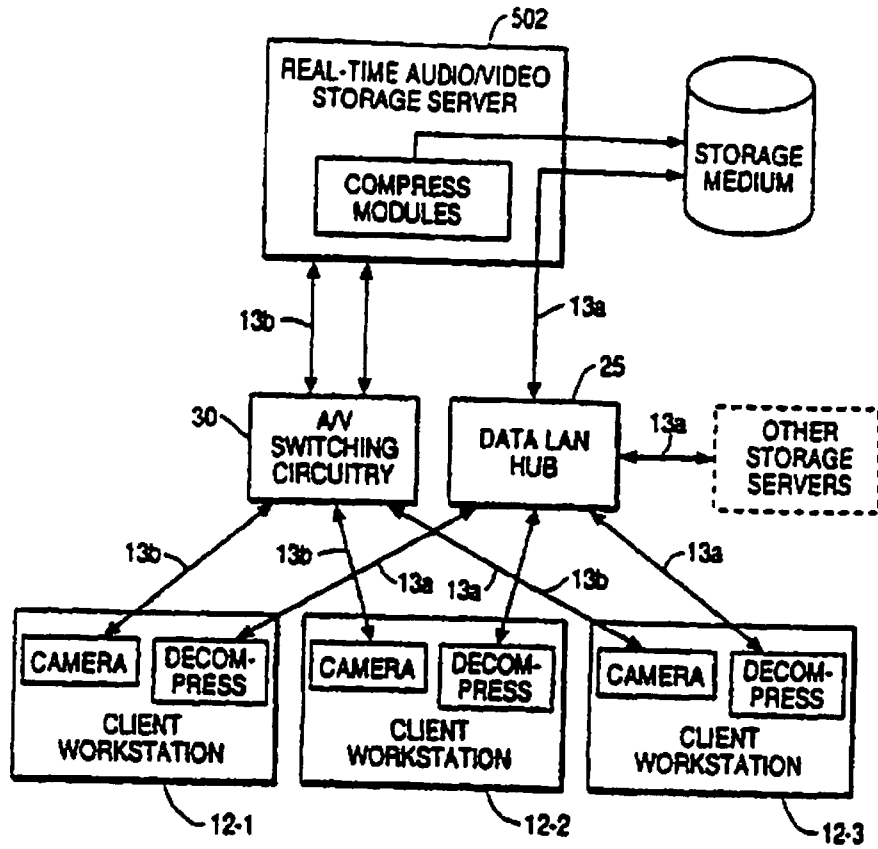 502
REAL-TIME AUDIO/VIDEO
STORAGE SERVER
COMPRESS
MODULES
STORAGE
MEDIUM
13b
13a
30
A/V
SWITCHING
CIRCUITRY
25
DATA LAN
HUB
13a
OTHER
STORAGE
SERVERS
13b
13b
13a
13a
13b
13a
CAMERA
DECOM-
PRESS
CLIENT
WORKSTATION
CAMERA
DECOM-
PRESS
CLIENT
WORKSTATION
CAMERA
DECOM-
PRESS
CLIENT
WORKSTATION
12-1
12-2
12-3